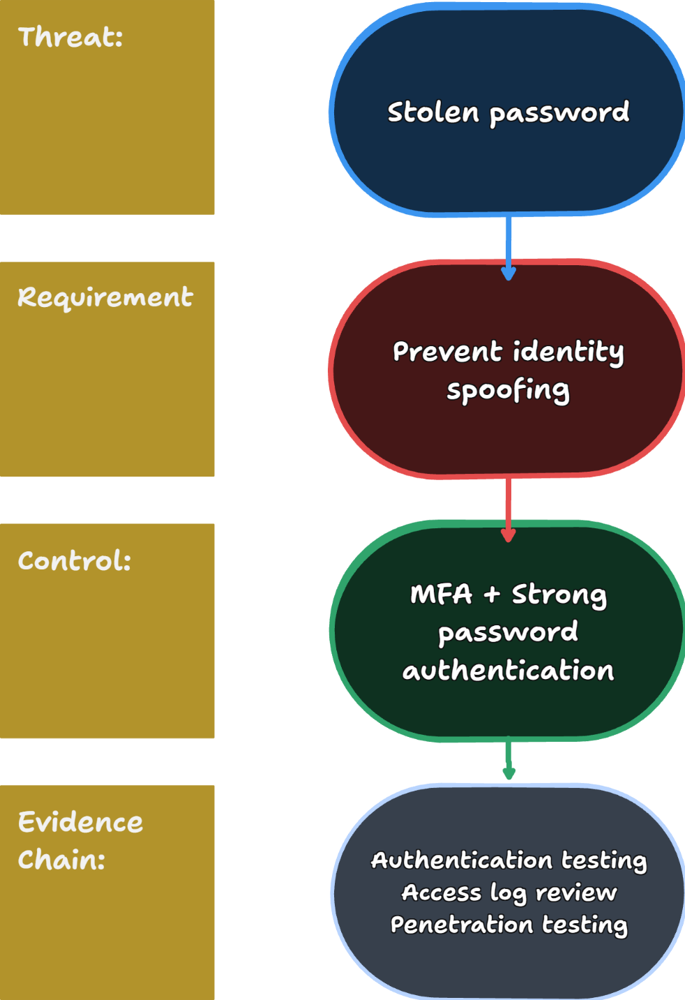 Threat:
Stolen password
Requirement
Prevent identity
spoofing
Control:
MFA + Strong
password
authentication
Evidence
Chain:
Authentication testing
Access log review
Penetration testing